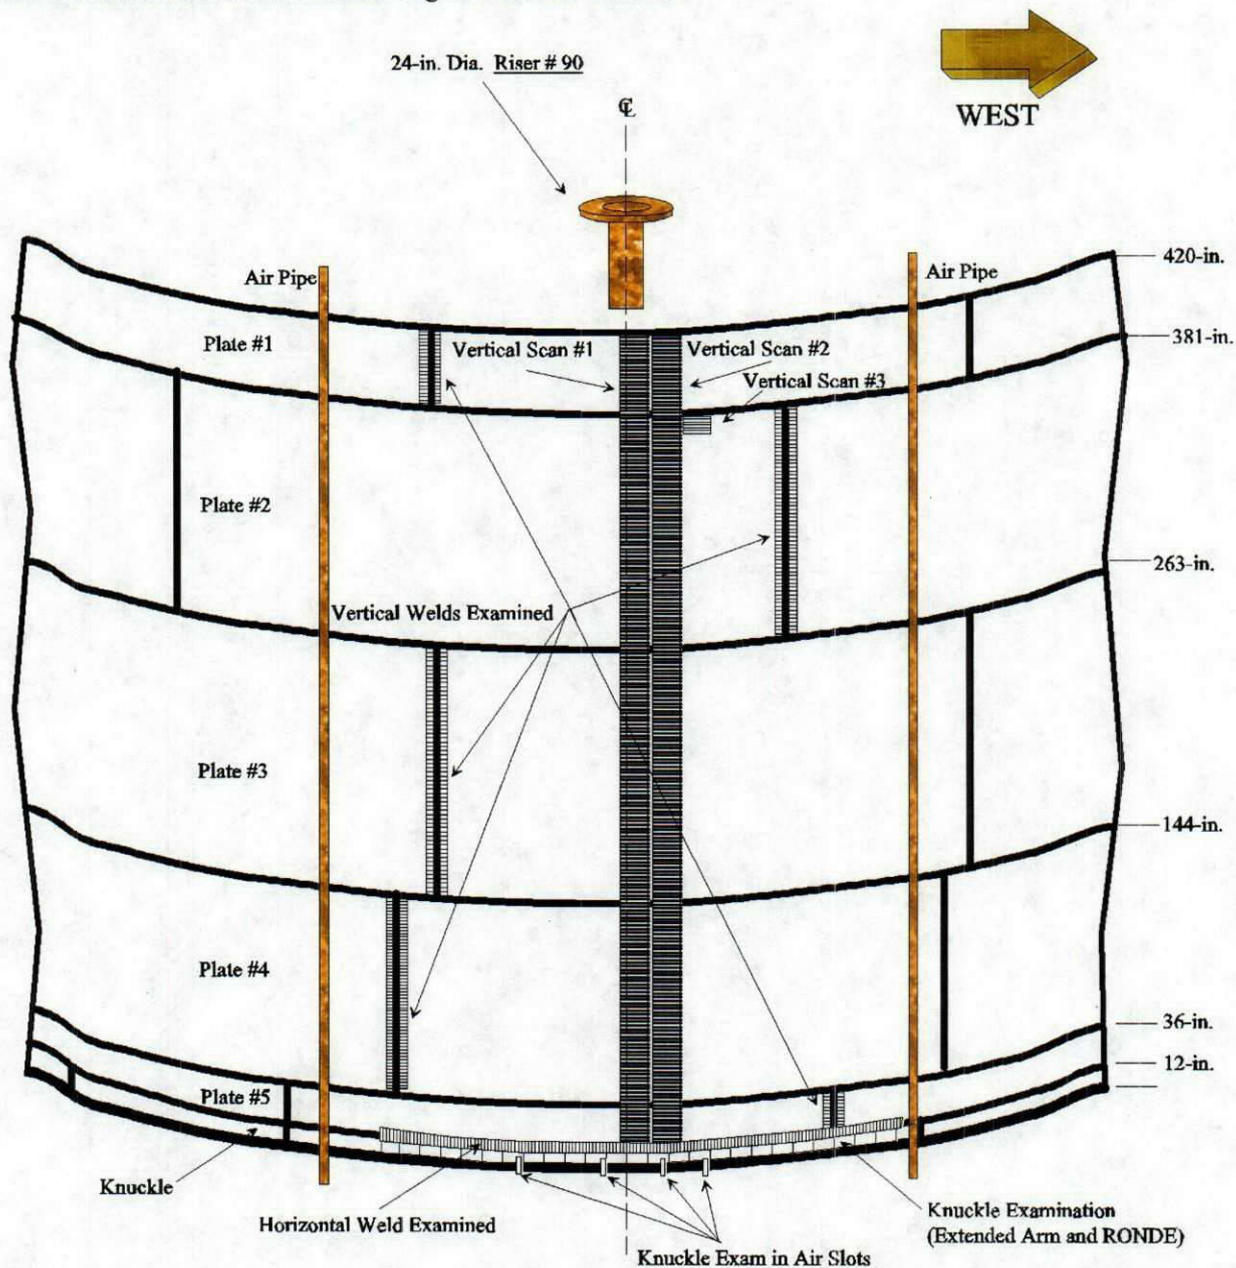 24-in. Dia. Riser # 90
℄
WEST
420-in.
Air Pipe
Air Pipe
381-in.
Plate #1
Vertical Scan #1
Vertical Scan #2
Vertical Scan #3
Plate #2
263-in.
Vertical Welds Examined
Plate #3
144-in.
Plate #4
36-in.
12-in.
Plate #5
Knuckle
Horizontal Weld Examined
Knuckle Examination
(Extended Arm and RONDE)
Knuckle Exam in Air Slots